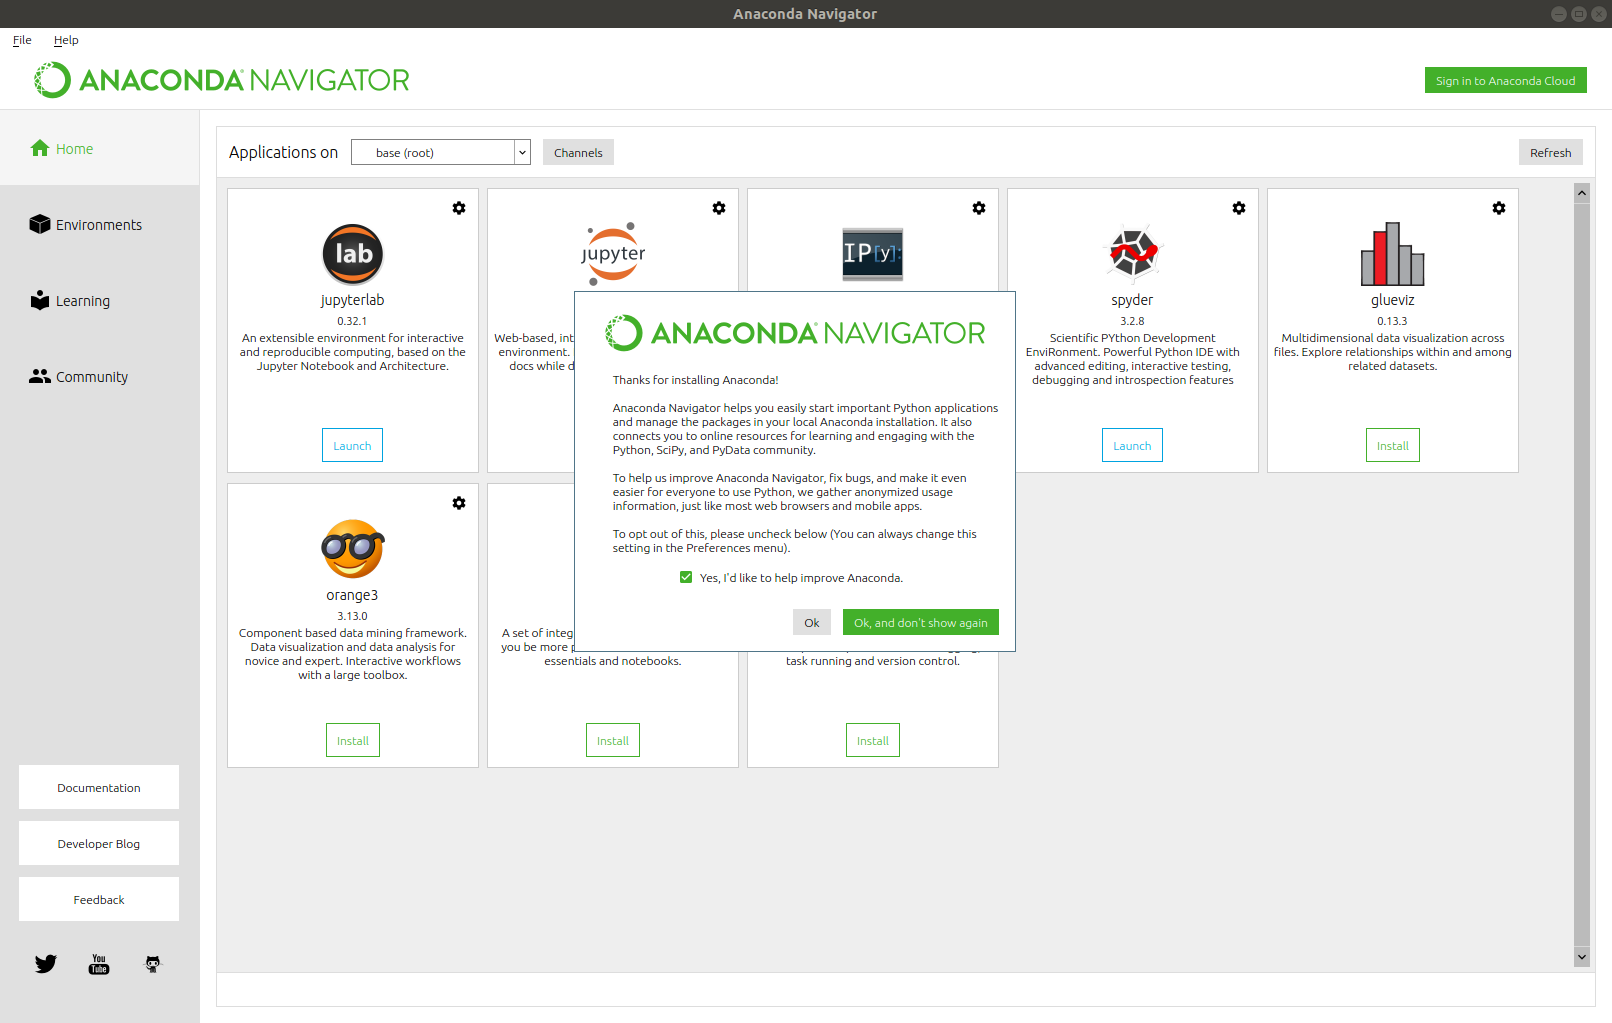 Anaconda Navigator
File Help
ANACONDA NAVIGATOR
Sign in to Anaconda Cloud
Home
Environments
Learning
Community
Documentation
Developer Blog
Feedback
You
Tube
Applications on base (root) Channels Refresh
lab
jupyterlab
0.32.1
An extensible environment for interactive
and reproducible computing, based on the
Jupyter Notebook and Architecture.
Launch
jupyter
Web-based, int
environment.
docs while d
IP[y]:
spyder
3.2.8
Scientific PYthon Development
EnviRonment. Powerful Python IDE with
advanced editing, interactive testing,
debugging and introspection features
Launch
glueviz
0.13.3
Multidimensional data visualization across
files. Explore relationships within and among
related datasets.
Install
orange3
3.13.0
Component based data mining framework.
Data visualization and data analysis for
novice and expert. Interactive workflows
with a large toolbox.
Install
A set of integ
you be more p
essentials and notebooks.
Install
task running and version control.
Install
ANACONDA NAVIGATOR
Thanks for installing Anaconda!
Anaconda Navigator helps you easily start important Python applications
and manage the packages in your local Anaconda installation. It also
connects you to online resources for learning and engaging with the
Python, SciPy, and PyData community.
To help us improve Anaconda Navigator, fix bugs, and make it even
easier for everyone to use Python, we gather anonymized usage
information, just like most web browsers and mobile apps.
To opt out of this, please uncheck below (You can always change this
setting in the Preferences menu).
Yes, I'd like to help improve Anaconda.
Ok
Ok, and don't show again